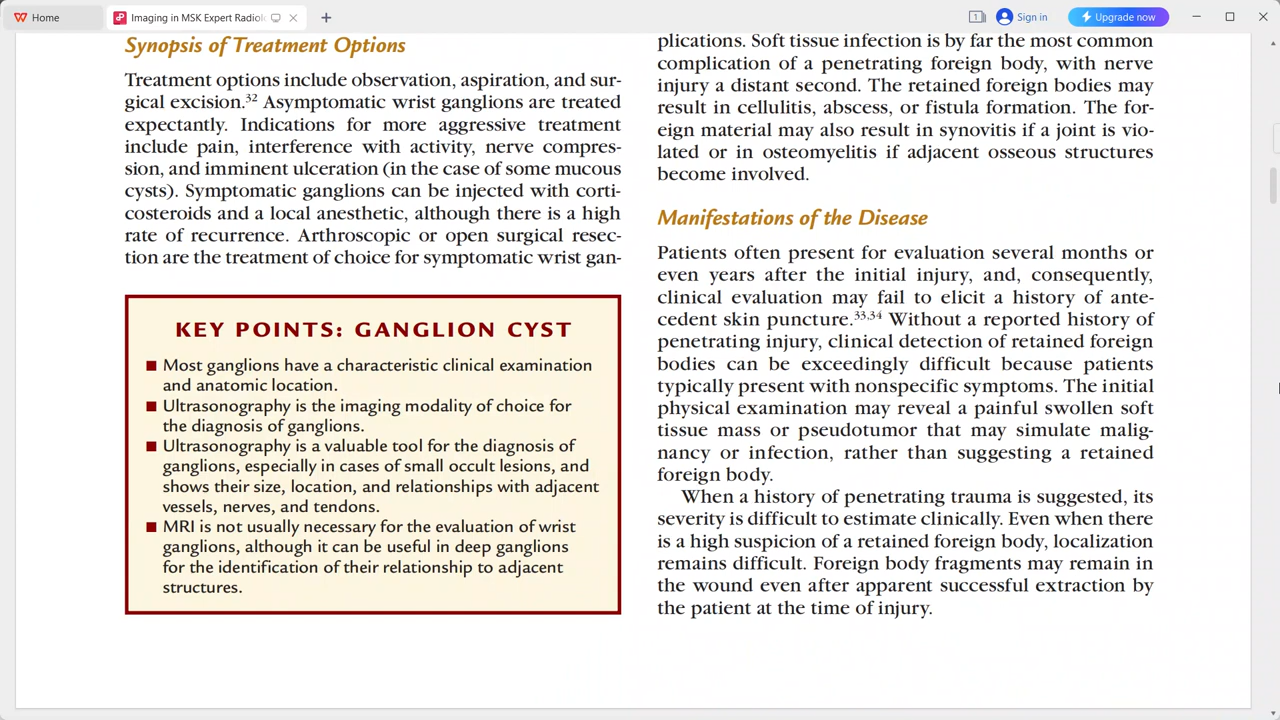 Home
Imaging in MSK Expert Radiol
1
Sign in
Upgrade now
Synopsis of Treatment Options
Treatment options include observation, aspiration, and sur-
gical excision.32 Asymptomatic wrist ganglions are treated
expectantly. Indications for more aggressive treatment
include pain, interference with activity, nerve compres-
sion, and imminent ulceration (in the case of some mucous
cysts). Symptomatic ganglions can be injected with corti-
costeroids and a local anesthetic, although there is a high
rate of recurrence. Arthroscopic or open surgical resec-
tion are the treatment of choice for symptomatic wrist gan-
KEY POINTS: GANGLION CYST
■ Most ganglions have a characteristic clinical examination
and anatomic location.
■ Ultrasonography is the imaging modality of choice for
the diagnosis of ganglions.
■ Ultrasonography is a valuable tool for the diagnosis of
ganglions, especially in cases of small occult lesions, and
shows their size, location, and relationships with adjacent
vessels, nerves, and tendons.
■ MRI is not usually necessary for the evaluation of wrist
ganglions, although it can be useful in deep ganglions
for the identification of their relationship to adjacent
structures.
plications. Soft tissue infection is by far the most common
complication of a penetrating foreign body, with nerve
injury a distant second. The retained foreign bodies may
result in cellulitis, abscess, or fistula formation. The for-
eign material may also result in synovitis if a joint is vio-
lated or in osteomyelitis if adjacent osseous structures
become involved.
Manifestations of the Disease
Patients often present for evaluation several months or
even years after the initial injury, and, consequently,
clinical evaluation may fail to elicit a history of ante-
cedent skin puncture.33,34 Without a reported history of
penetrating injury, clinical detection of retained foreign
bodies can be exceedingly difficult because patients
typically present with nonspecific symptoms. The initial
physical examination may reveal a painful swollen soft
tissue mass or pseudotumor that may simulate malig-
nancy or infection, rather than suggesting a retained
foreign body.
When a history of penetrating trauma is suggested, its
severity is difficult to estimate clinically. Even when there
is a high suspicion of a retained foreign body, localization
remains difficult. Foreign body fragments may remain in
the wound even after apparent successful extraction by
the patient at the time of injury.